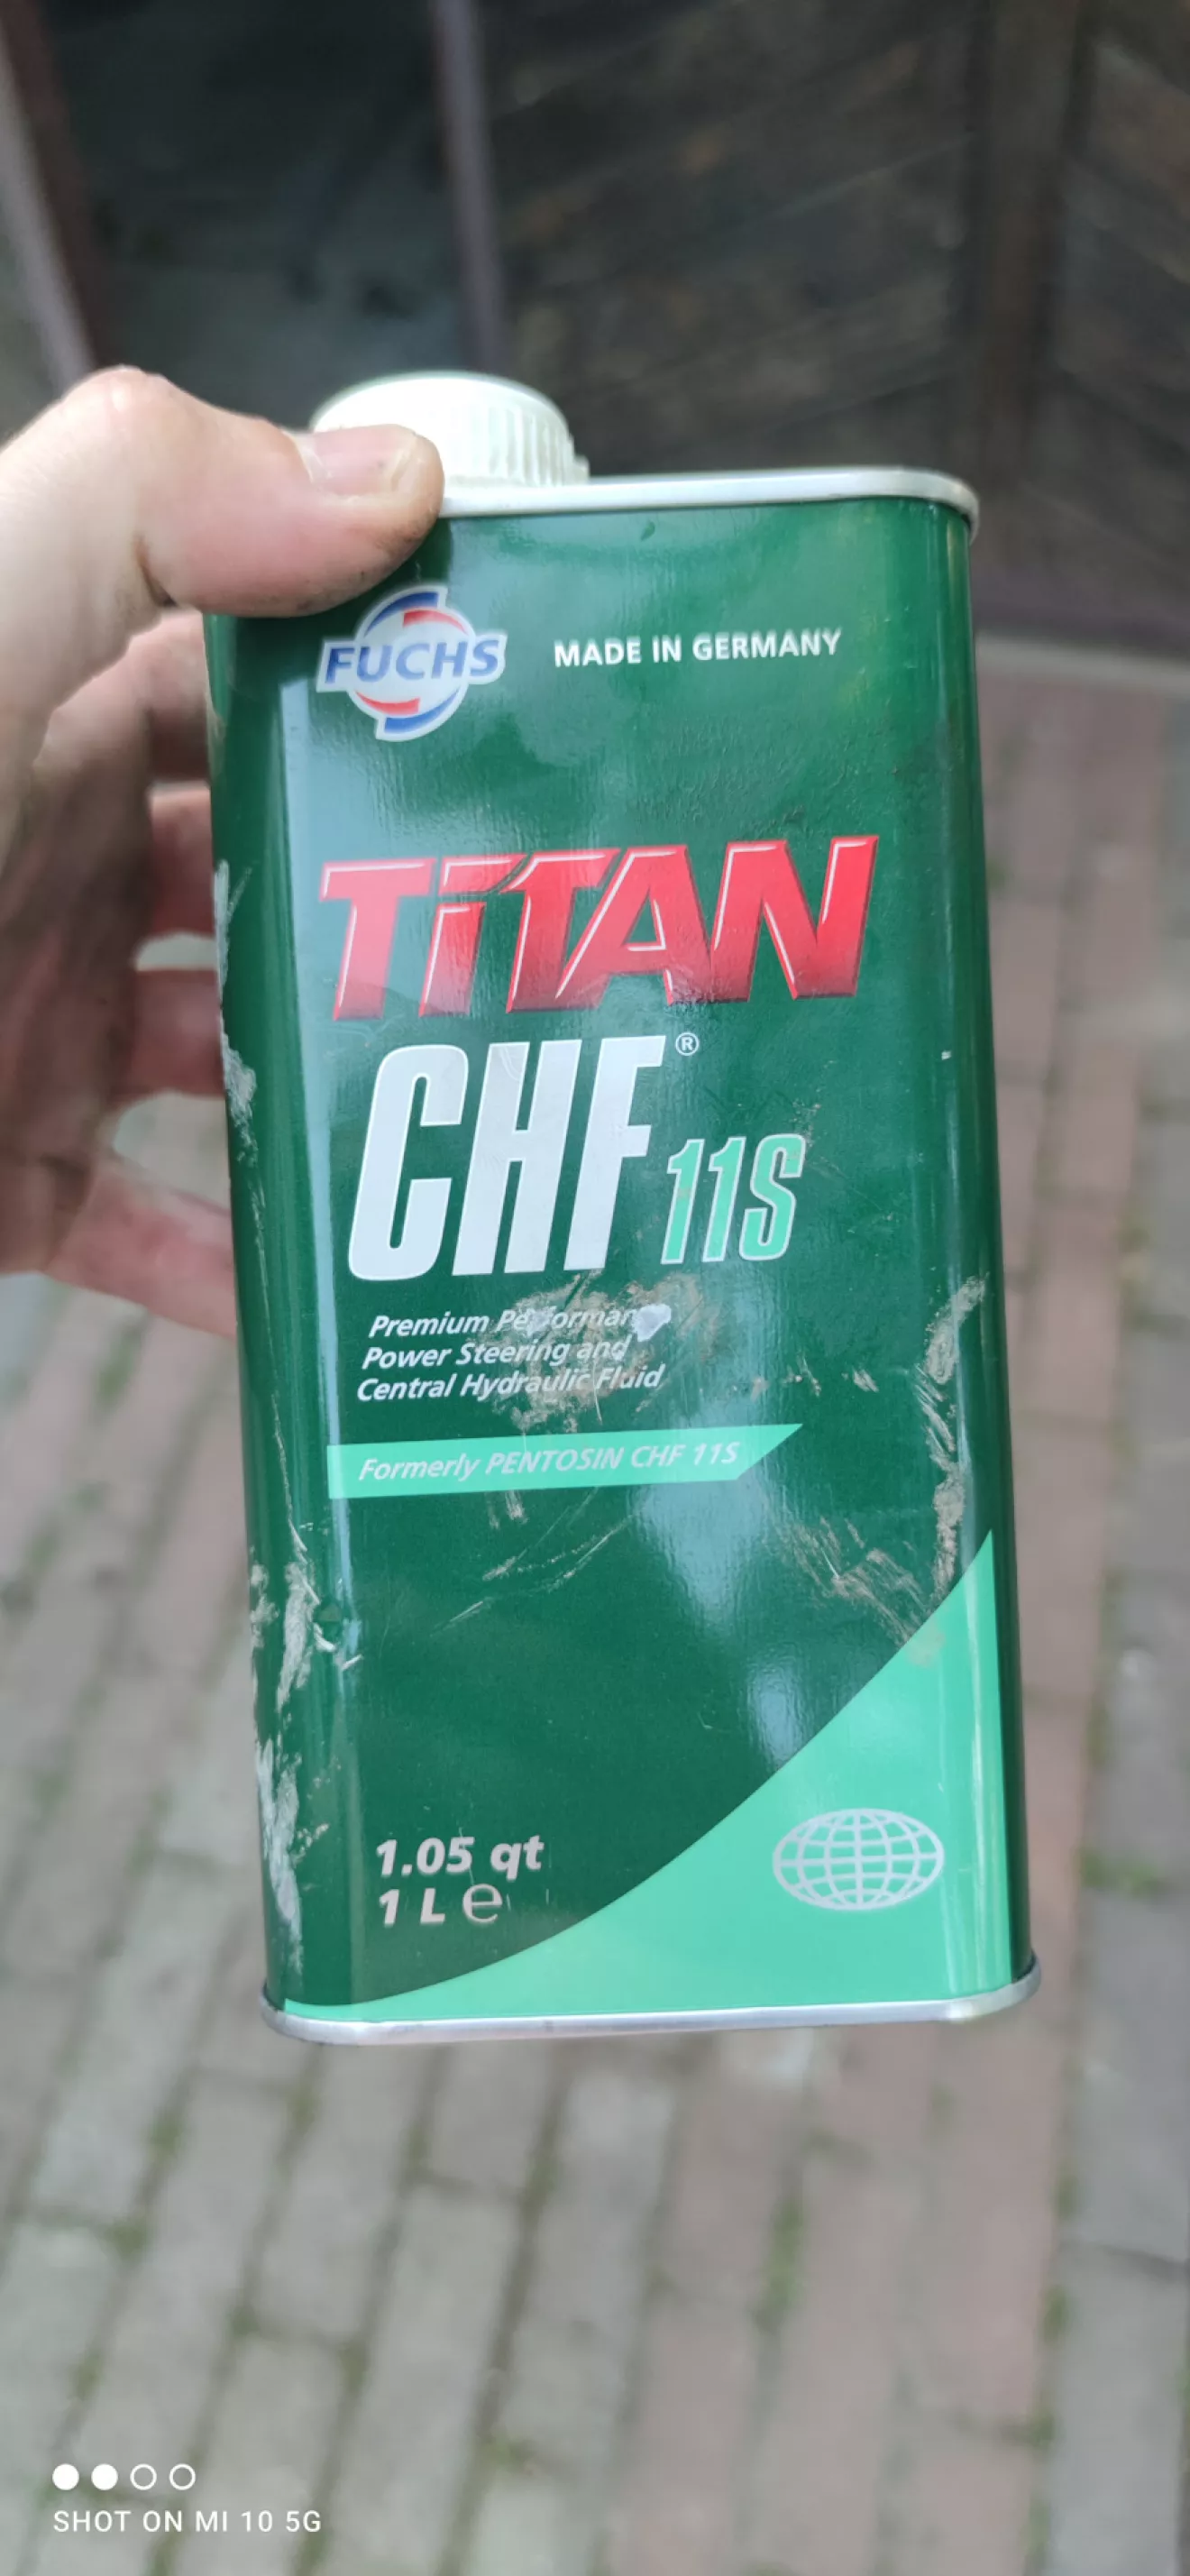 FUCHS
MADE IN GERMANY
TITAN
CHF® 11S
Premium Performance
Power Steering and
Central Hydraulic Fluid
Formerly PENTOSIN CHF 11S
1.05 qt
1 L e
SHOT ON MI 10 5G